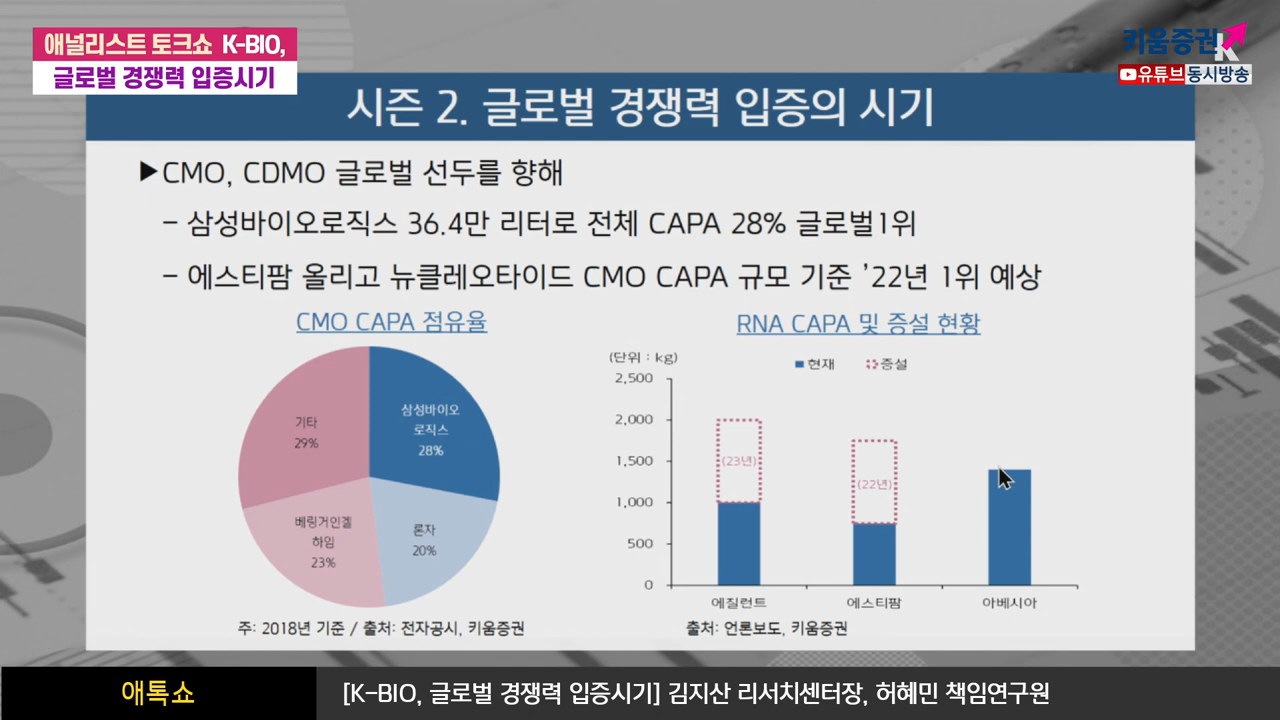 애널리스트 토크쇼 K-BIO,
글로벌 경쟁력 입증시기
키움증권K
유튜브동시방송
시즌 2. 글로벌 경쟁력 입증의 시기
▶CMO, CDMO 글로벌 선두를 향해
– 삼성바이오로직스 36.4만 리터로 전체 CAPA 28% 글로벌1위
– 에스티팜 올리고 뉴클레오타이드 CMO CAPA 규모 기준 ’22년 1위 예상
CMO CAPA 점유율
기타
29%
삼성바이오
로직스
28%
베링거인겔
하임
23%
론자
20%
주: 2018년 기준 / 출처: 전자공시, 키움증권
RNA CAPA 및 증설 현황
(단위 : kg)
현재 증설
2,500
2,000
1,500
1,000
500
0
(23년)
(22년)
에질런트 에스티팜 아베시아
출처: 언론보도, 키움증권
애톡쇼
[K-BIO, 글로벌 경쟁력 입증시기] 김지산 리서치센터장, 허혜민 책임연구원